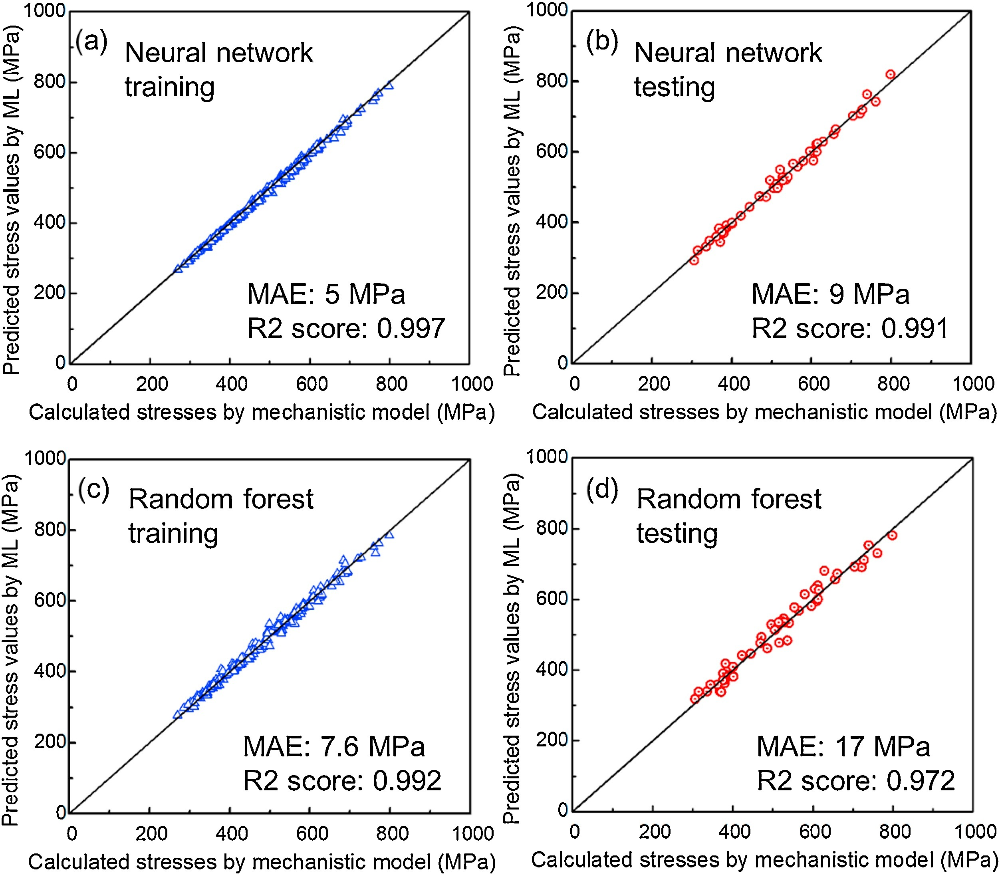 (a)
Neural network
training
MAE: 5 MPa
R2 score: 0.997
Predicted stress values by ML (MPa)
1000
800
600
400
200
0
0 200 400 600 800 1000
Calculated stresses by mechanistic model (MPa)
(b)
Neural network
testing
MAE: 9 MPa
R2 score: 0.991
Predicted stress values by ML (MPa)
1000
800
600
400
200
0
0 200 400 600 800 1000
Calculated stresses by mechanistic model (MPa)
(c)
Random forest
training
MAE: 7.6 MPa
R2 score: 0.992
Predicted stress values by ML (MPa)
1000
800
600
400
200
0
0 200 400 600 800 1000
Calculated stresses by mechanistic model (MPa)
(d)
Random forest
testing
MAE: 17 MPa
R2 score: 0.972
Predicted stress values by ML (MPa)
1000
800
600
400
200
0
0 200 400 600 800 1000
Calculated stresses by mechanistic model (MPa)